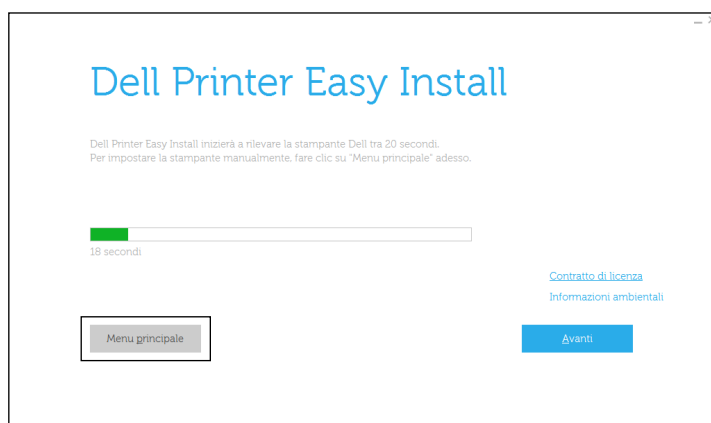 Dell Printer Easy Install
Dell Printer Easy Install inizierà a rilevare la stampante Dell tra 20 secondi.
Per impostare la stampante manualmente, fare clic su "Menu principale" adesso.
18 secondi
Contratto di licenza
Informazioni ambientali
Menu principale
Avanti